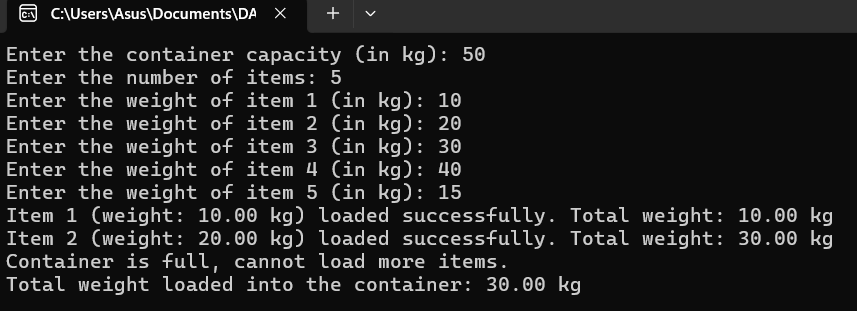 C:\Users\Asus\Documents\DA
Enter the container capacity (in kg): 50
Enter the number of items: 5
Enter the weight of item 1 (in kg): 10
Enter the weight of item 2 (in kg): 20
Enter the weight of item 3 (in kg): 30
Enter the weight of item 4 (in kg): 40
Enter the weight of item 5 (in kg): 15
Item 1 (weight: 10.00 kg) loaded successfully. Total weight: 10.00 kg
Item 2 (weight: 20.00 kg) loaded successfully. Total weight: 30.00 kg
Container is full, cannot load more items.
Total weight loaded into the container: 30.00 kg